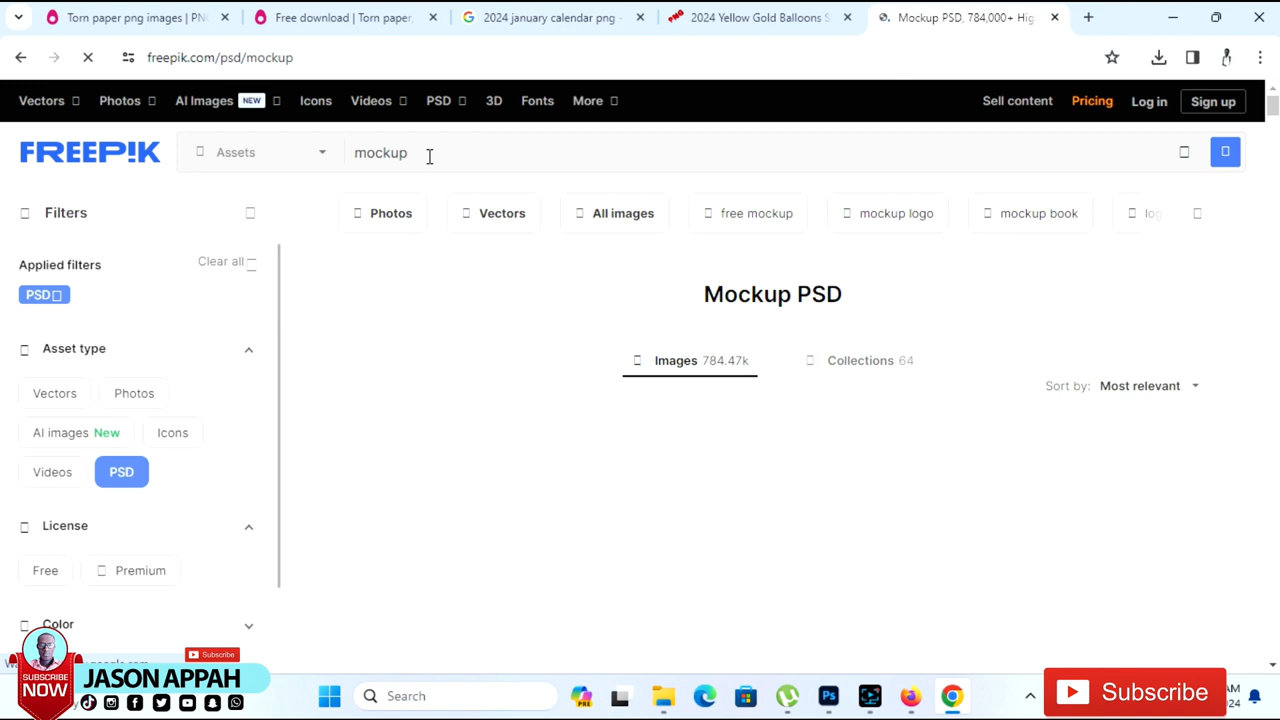 Torn paper png images | PN
Free download | Torn paper,
2024 january calendar png -
2024 Yellow Gold Balloons S
Mockup PSD, 784,000+ Hig
freepik.com/psd/mockup
Vectors
Photos
AI Images NEW
Icons
Videos
PSD
3D
Fonts
More
Sell content
Pricing
Log in
Sign up
FREEPIK
Assets
mockup
Filters
Photos
Vectors
All images
free mockup
mockup logo
mockup book
Applied filters
Clear all
PSD
Mockup PSD
Asset type
Images 784.47k
Collections 64
Sort by: Most relevant
Vectors
Photos
AI images New
Icons
Videos
PSD
License
Free
Premium
Color
Subscribe
JASON APPAH
SUBSCRIBE
NOW
Search
Subscribe